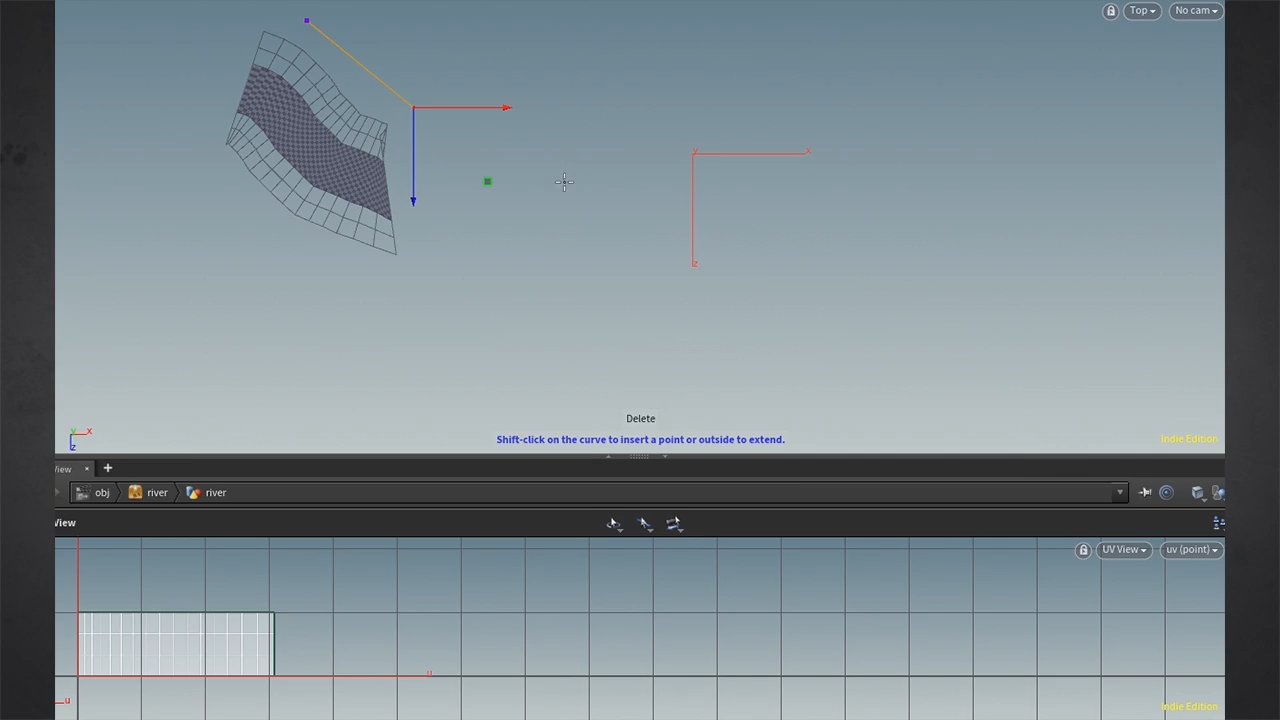 Top
No cam
y
x
z
Delete
Shift-click on the curve to insert a point or outside to extend.
Indie Edition
y
x
z
View
obj
river
river
View
UV View
uv (point)
u
u
Indie Edition